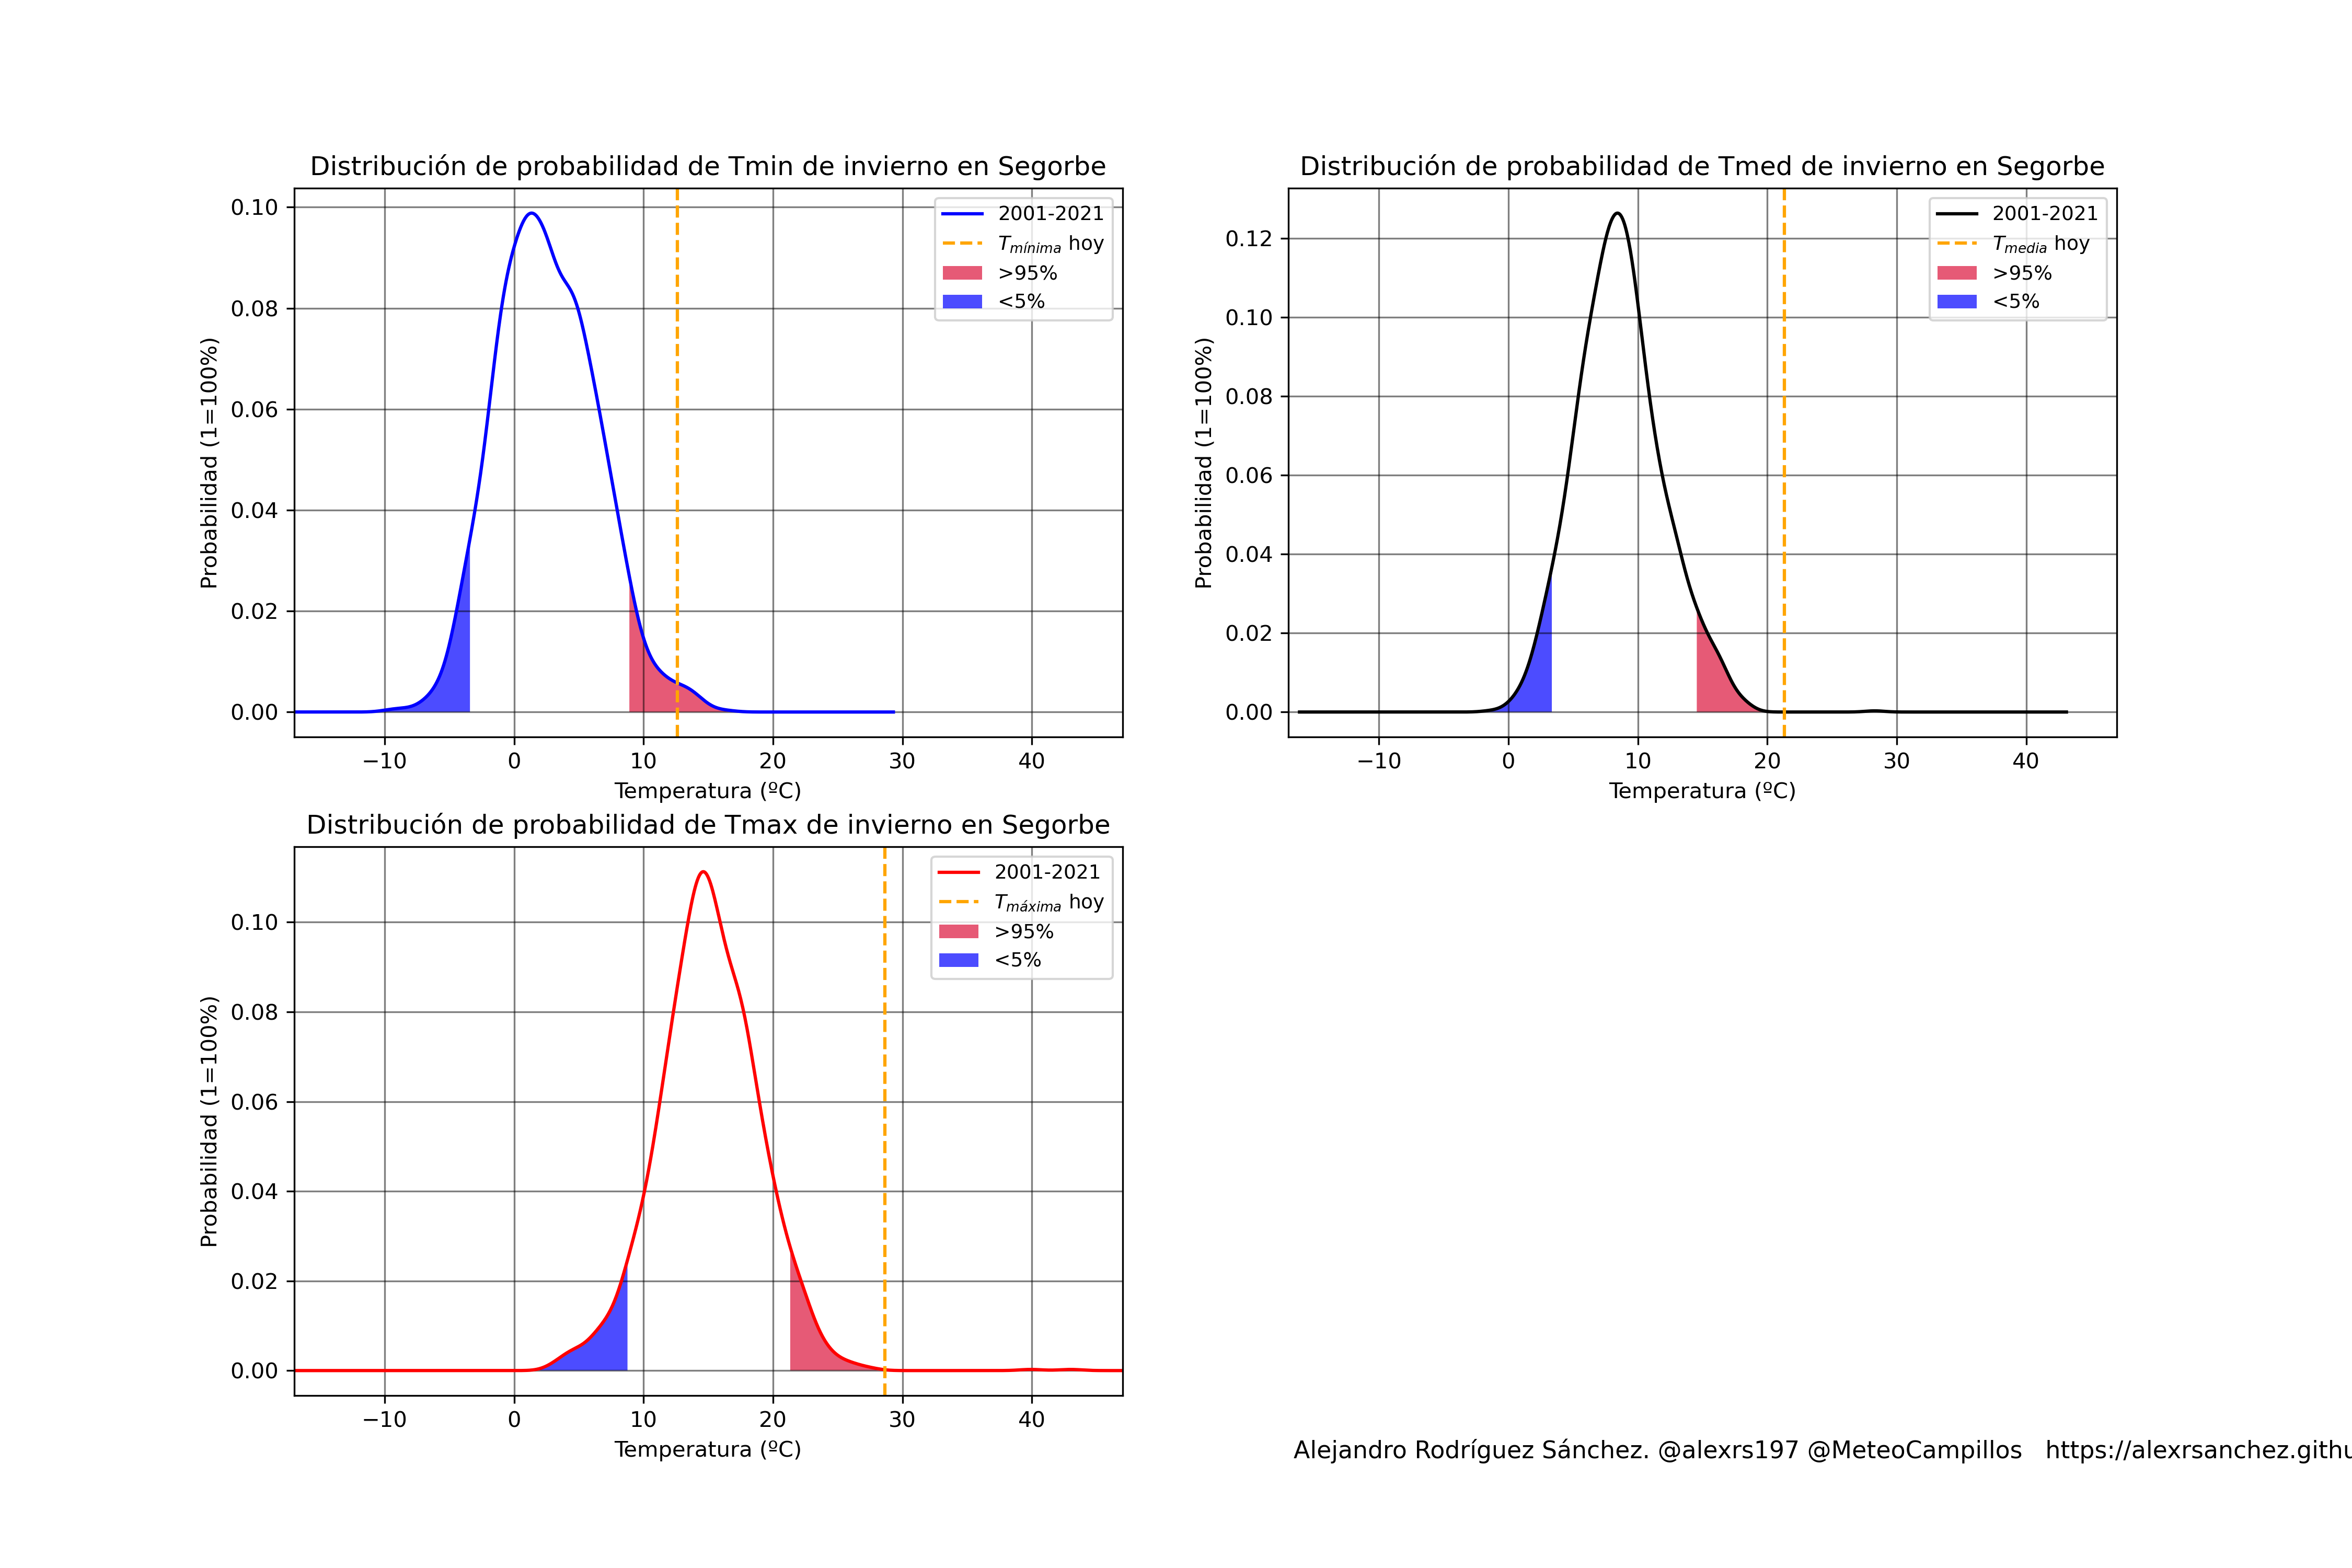 Distribución de probabilidad de Tmin de invierno en Segorbe
Probabilidad (1=100%)
0.10
0.08
0.06
0.04
0.02
0.00
−10 0 10 20 30 40
Temperatura (ºC)
2001-2021
Tmínima hoy
>95%
<5%
Distribución de probabilidad de Tmed de invierno en Segorbe
Probabilidad (1=100%)
0.12
0.10
0.08
0.06
0.04
0.02
0.00
−10 0 10 20 30 40
Temperatura (ºC)
2001-2021
Tmedia hoy
>95%
<5%
Distribución de probabilidad de Tmax de invierno en Segorbe
Probabilidad (1=100%)
0.10
0.08
0.06
0.04
0.02
0.00
−10 0 10 20 30 40
Temperatura (ºC)
2001-2021
Tmáxima hoy
>95%
<5%
Alejandro Rodríguez Sánchez. @alexrs197 @MeteoCampillos https://alexrsanchez.githu